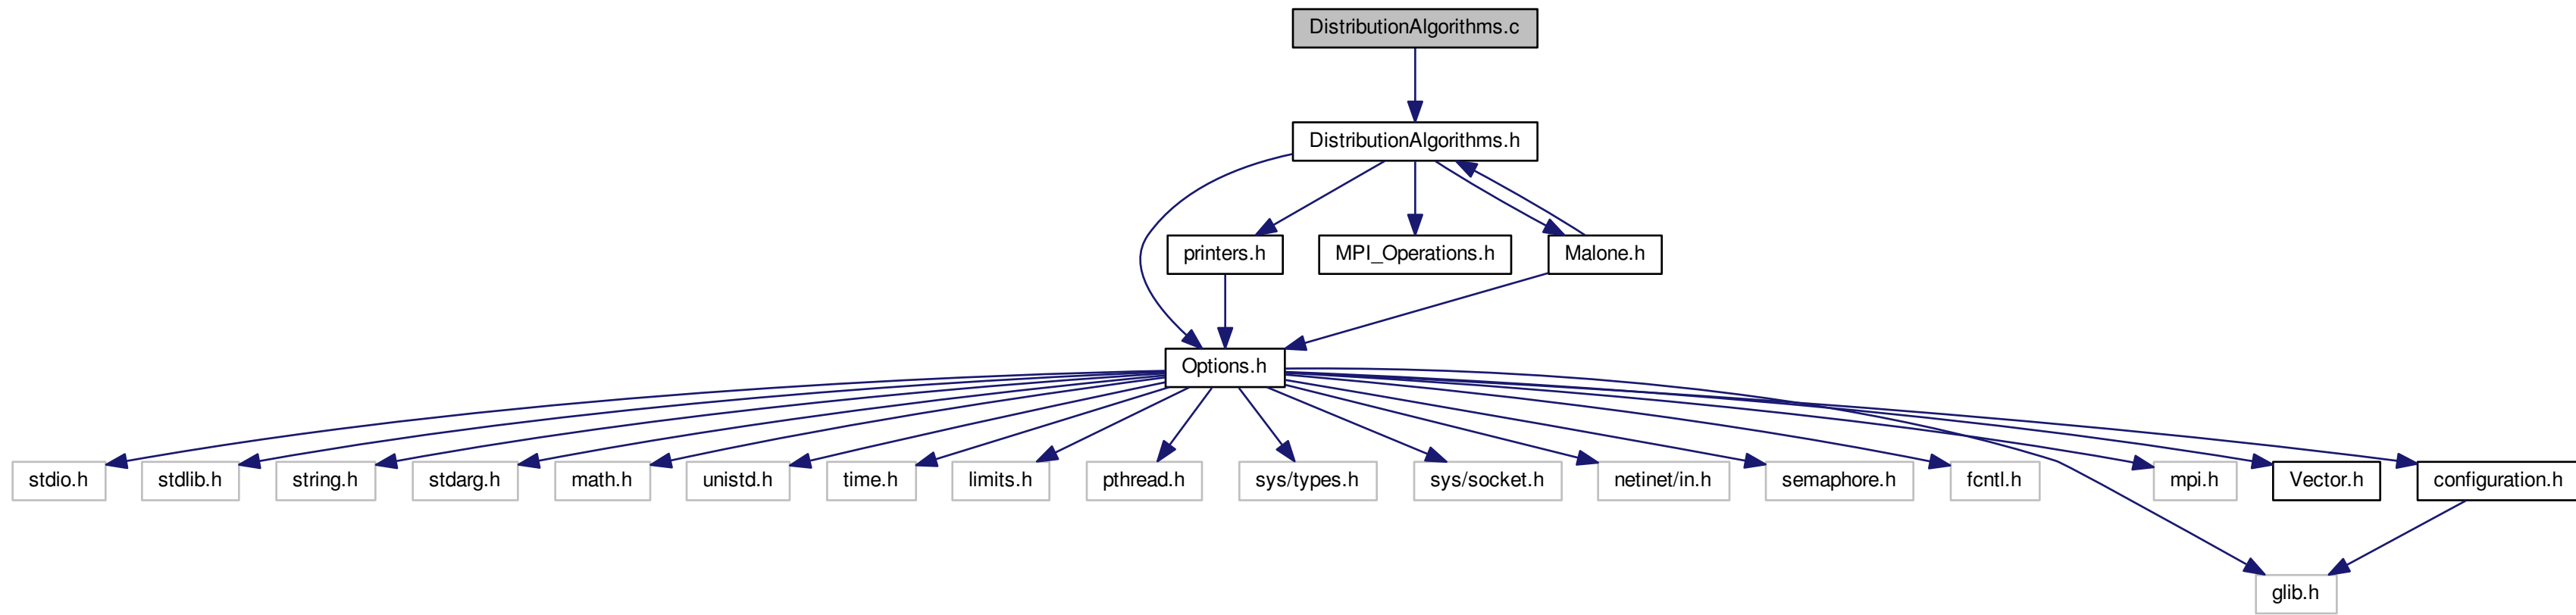 DistributionAlgorithms.c
DistributionAlgorithms.h
printers.h
MPI_Operations.h
Malone.h
Options.h
stdio.h
stdlib.h
string.h
stdarg.h
math.h
unistd.h
time.h
limits.h
pthread.h
sys/types.h
sys/socket.h
netinet/in.h
semaphore.h
fcntl.h
mpi.h
Vector.h
configuration.h
glib.h